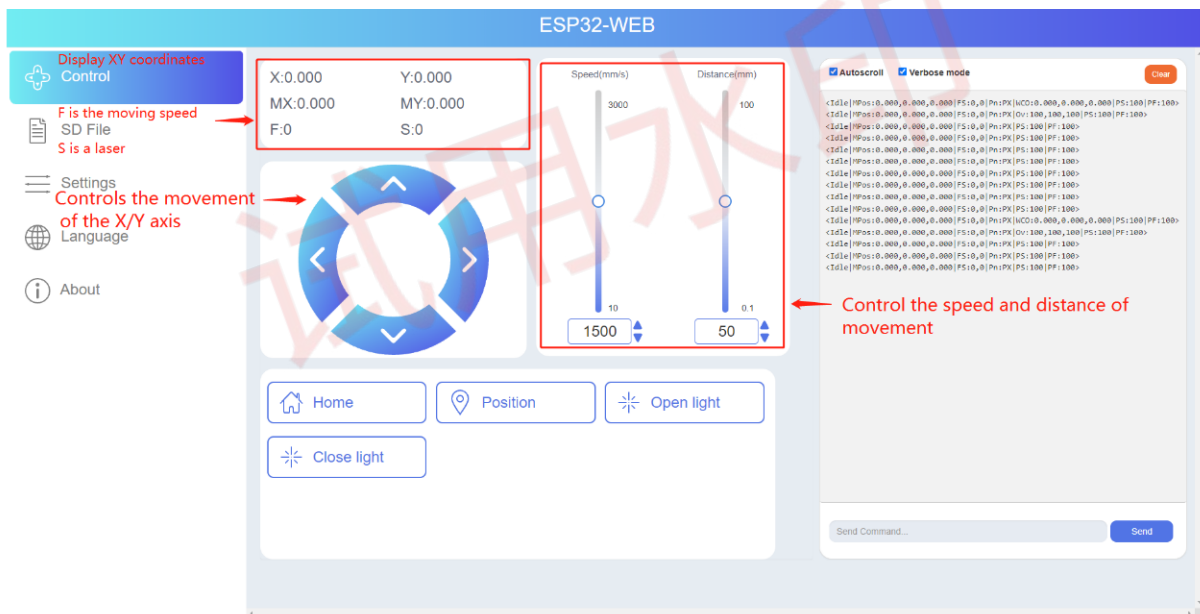 ESP32-WEB
Display XY coordinates
Control
F is the moving speed
SD File
S is a laser
Settings
Controls the movement
of the X/Y axis
Language
About
X:0.000 Y:0.000
MX:0.000 MY:0.000
F:0 S:0
Speed(mm/s) Distance(mm)
3000 100
10 0.1
1500 50
Control the speed and distance of
movement
Home Position Open light
Close light
Autoscroll Verbose mode Clear
<Idle|MPos:0.000,0.000,0.000|FS:0,0|Pn:PX|WCO:0.000,0.000,0.000|PS:100|PF:100>
<Idle|MPos:0.000,0.000,0.000|FS:0,0|Pn:PX|Ov:100,100,100|PS:100|PF:100>
<Idle|MPos:0.000,0.000,0.000|FS:0,0|Pn:PX|PS:100|PF:100>
<Idle|MPos:0.000,0.000,0.000|FS:0,0|Pn:PX|PS:100|PF:100>
<Idle|MPos:0.000,0.000,0.000|FS:0,0|Pn:PX|PS:100|PF:100>
<Idle|MPos:0.000,0.000,0.000|FS:0,0|Pn:PX|PS:100|PF:100>
<Idle|MPos:0.000,0.000,0.000|FS:0,0|Pn:PX|PS:100|PF:100>
<Idle|MPos:0.000,0.000,0.000|FS:0,0|Pn:PX|PS:100|PF:100>
<Idle|MPos:0.000,0.000,0.000|FS:0,0|Pn:PX|PS:100|PF:100>
<Idle|MPos:0.000,0.000,0.000|FS:0,0|Pn:PX|PS:100|PF:100>
<Idle|MPos:0.000,0.000,0.000|FS:0,0|Pn:PX|WCO:0.000,0.000,0.000|PS:100|PF:100>
<Idle|MPos:0.000,0.000,0.000|FS:0,0|Pn:PX|Ov:100,100,100|PS:100|PF:100>
<Idle|MPos:0.000,0.000,0.000|FS:0,0|Pn:PX|PS:100|PF:100>
<Idle|MPos:0.000,0.000,0.000|FS:0,0|Pn:PX|PS:100|PF:100>
<Idle|MPos:0.000,0.000,0.000|FS:0,0|Pn:PX|PS:100|PF:100>
Send Command... Send
试用水印